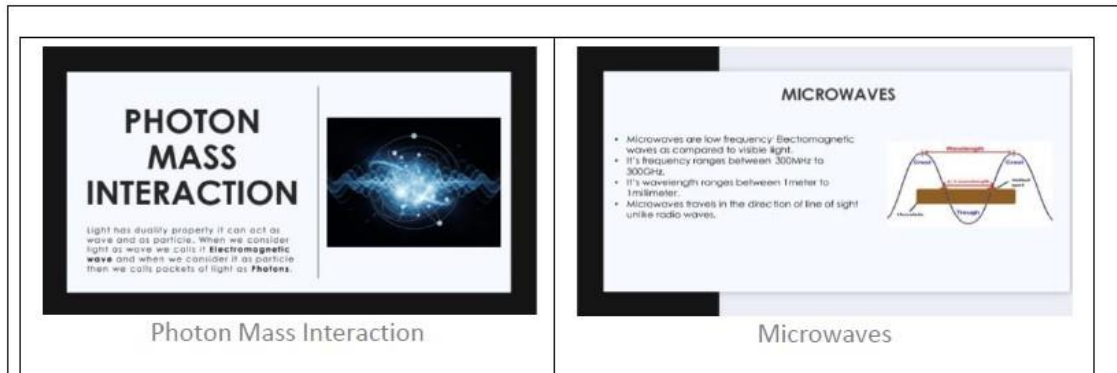 PHOTON
MASS
INTERACTION
Light has duality property it can act as
wave and as particle. When we consider
light as wave we calls it Electromagnetic
wave and when we consider it as particle
then we calls packets of light as Photons.
Photon Mass Interaction
MICROWAVES
• Microwaves are low frequency Electromagnetic
waves as compared to visible light.
• It's frequency ranges between 300MHz to
300GHz.
• It's wavelength ranges between 1meter to
1milimeter.
• Microwaves travels in the direction of line of sight
unlike radio waves.
Wavelength
Crest
Crest
Trough
Microwaves